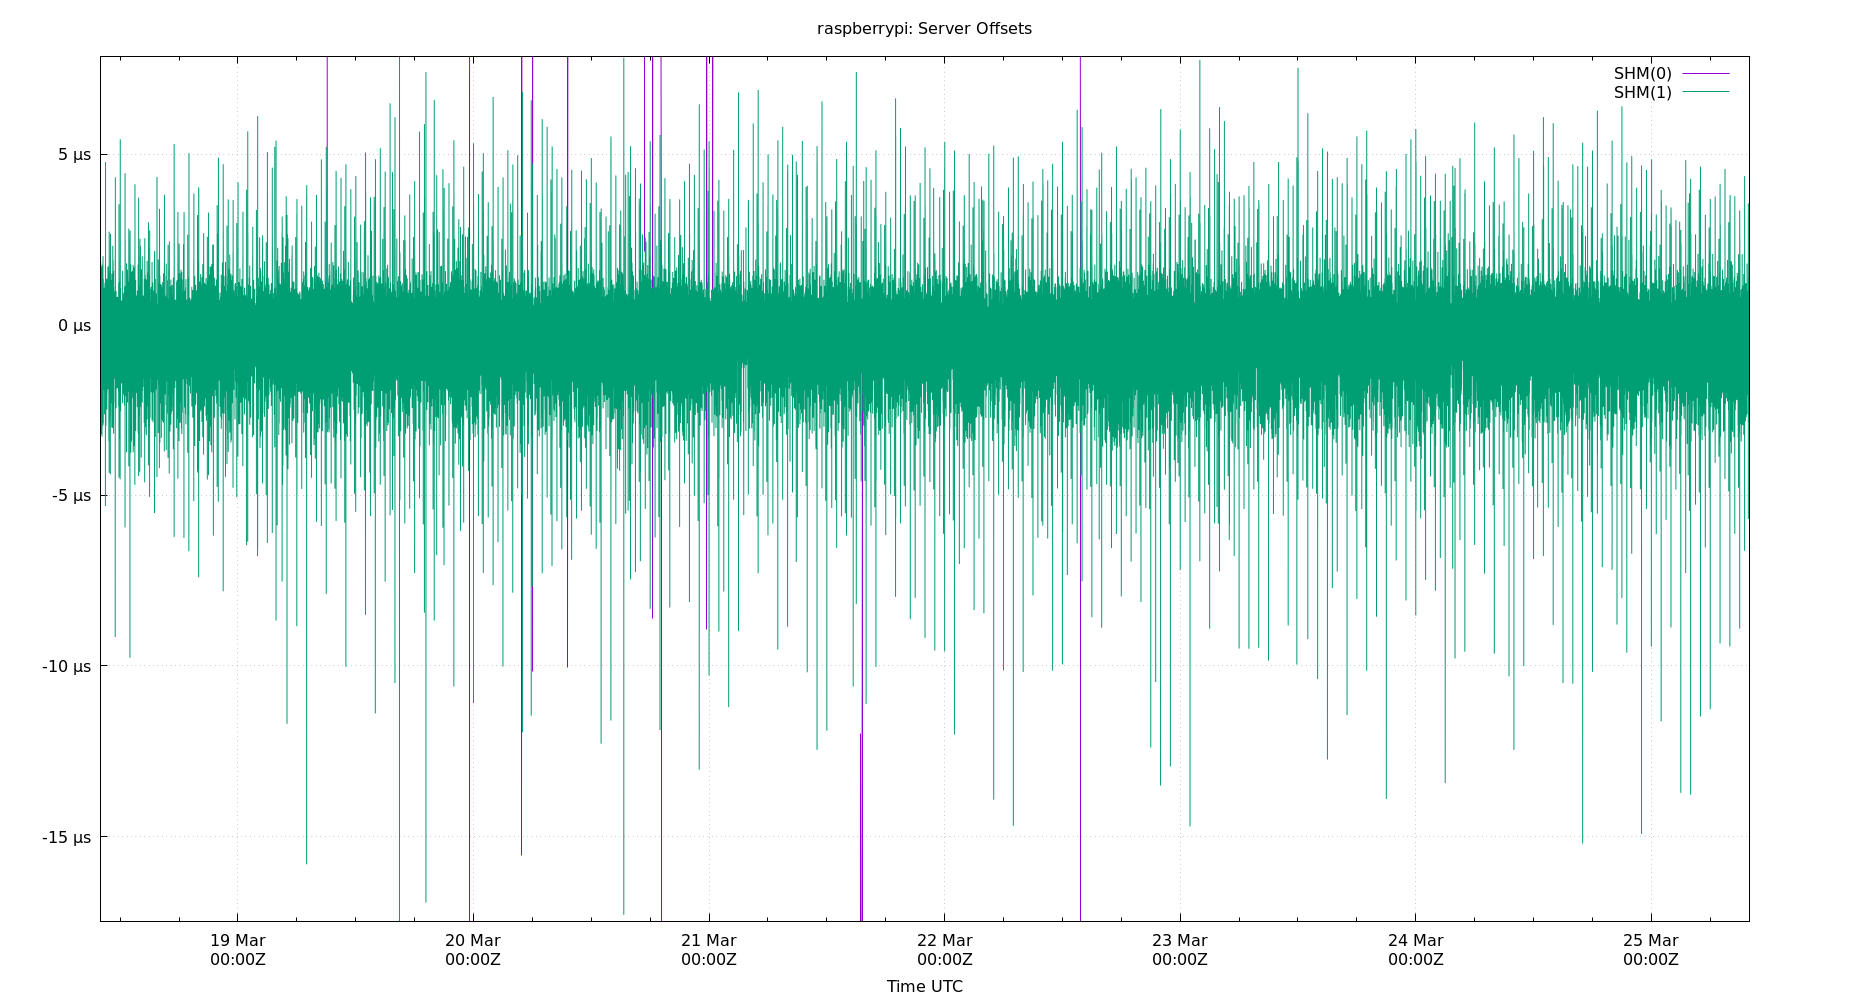 raspberrypi: Server Offsets
SHM(0)
SHM(1)
5 µs
0 µs
-5 µs
-10 µs
-15 µs
19 Mar 20 Mar 21 Mar 22 Mar 23 Mar 24 Mar 25 Mar
00:00Z 00:00Z 00:00Z 00:00Z 00:00Z 00:00Z 00:00Z
Time UTC